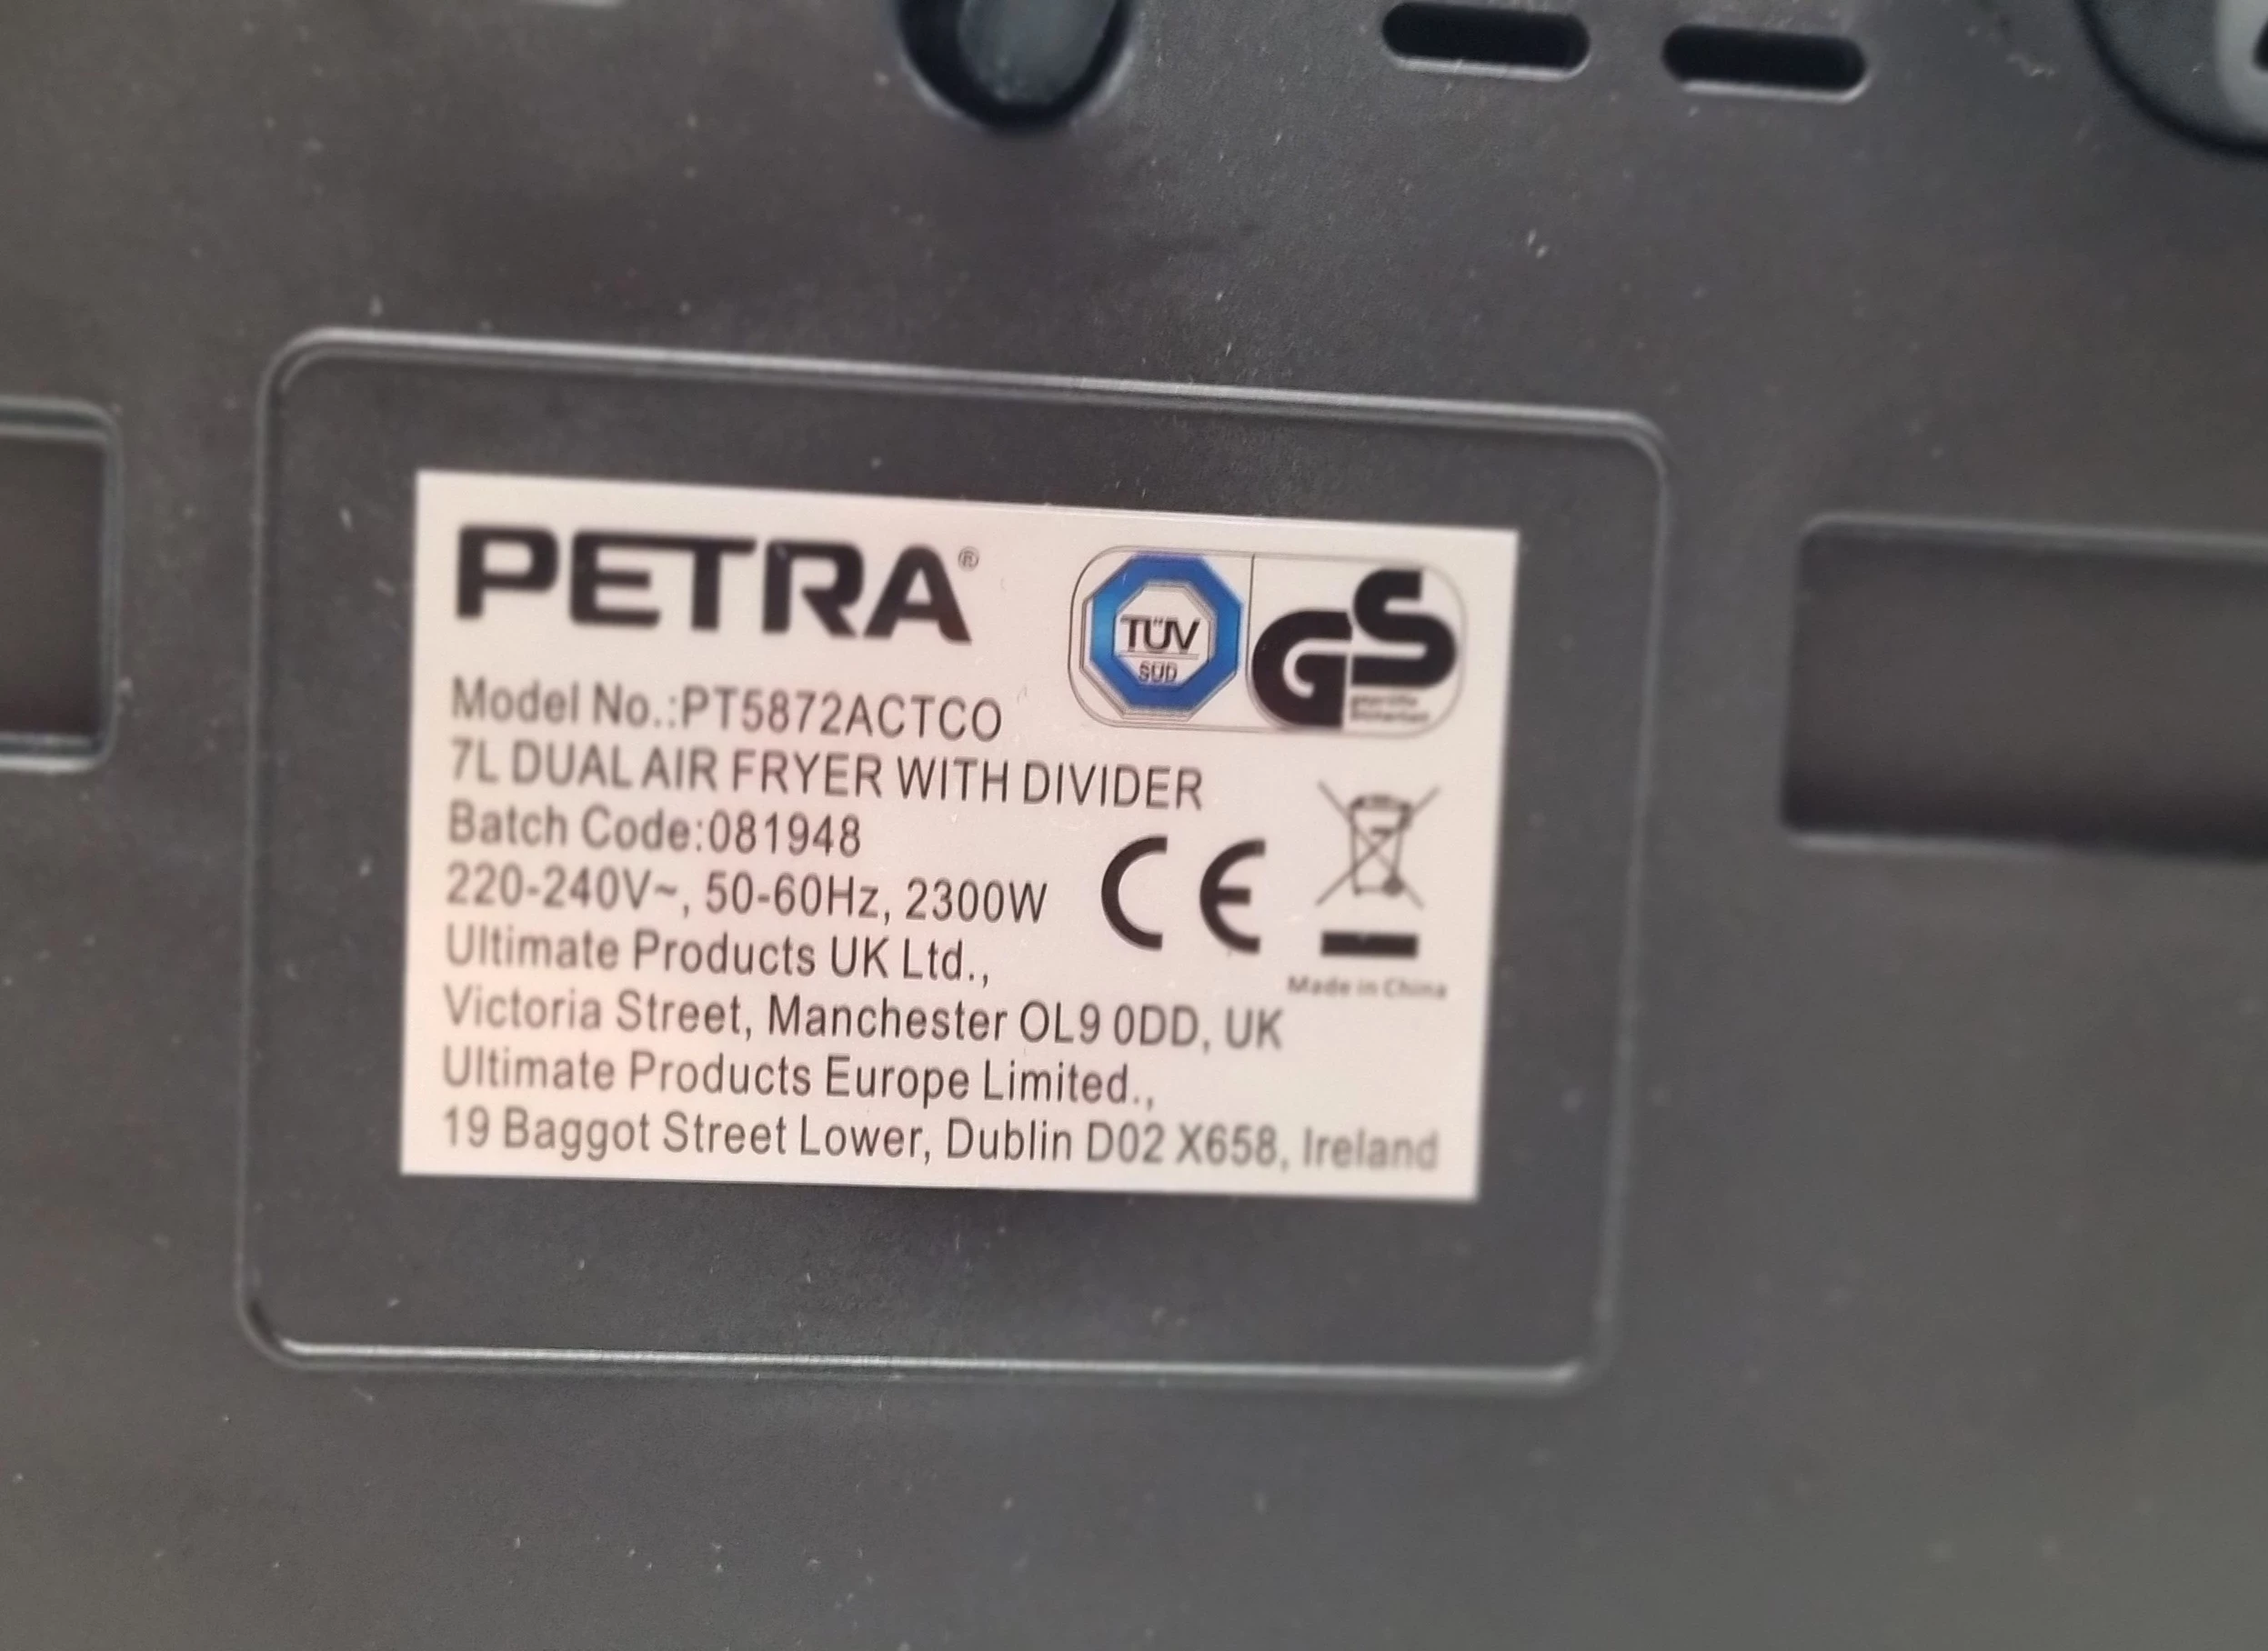 PETRA®
TÜV
SÜD
GS
geprüfte
Sicherheit
Model No.:PT5872ACTCO
7L DUAL AIR FRYER WITH DIVIDER
Batch Code:081948
220-240V~, 50-60Hz, 2300W
CE
Ultimate Products UK Ltd.,
Made in China
Victoria Street, Manchester OL9 0DD, UK
Ultimate Products Europe Limited.,
19 Baggot Street Lower, Dublin D02 X658, Ireland